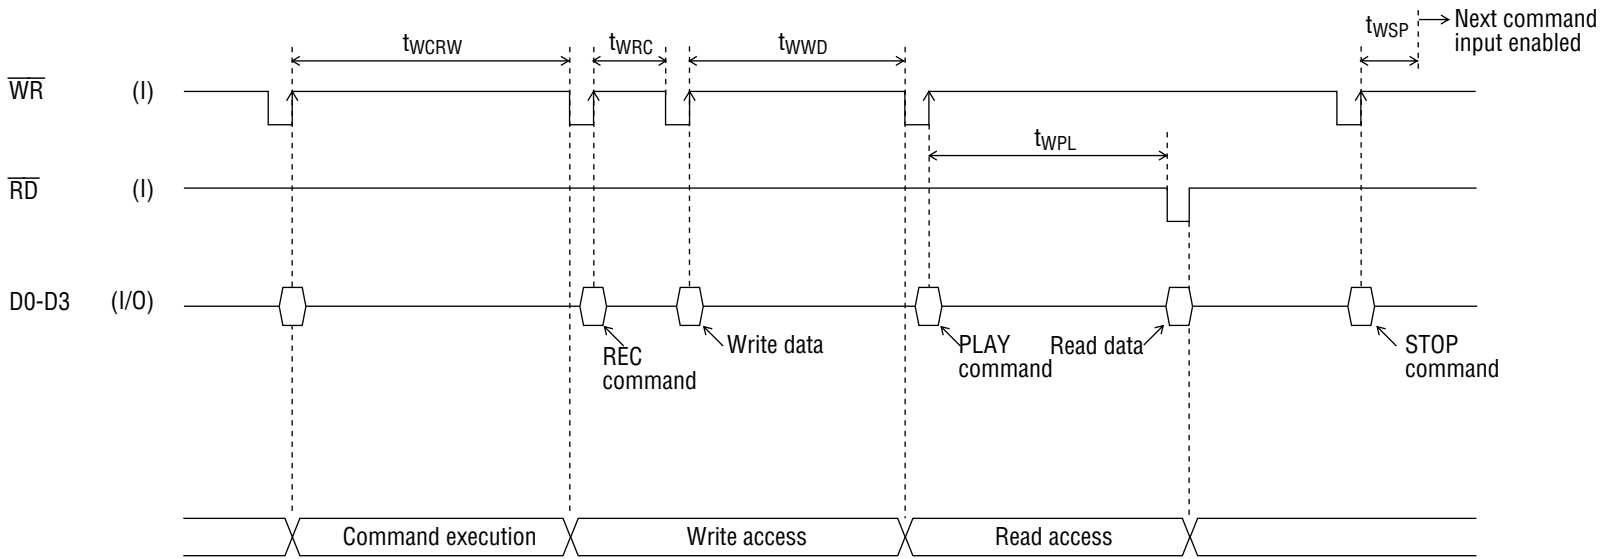 tWCRW
tWRC
tWWD
tWSP
Next command
input enabled
WR (I)
tWPL
RD (I)
D0-D3 (I/O)
REC
command
Write data
PLAY
command
Read data
STOP
command
Command execution
Write access
Read access